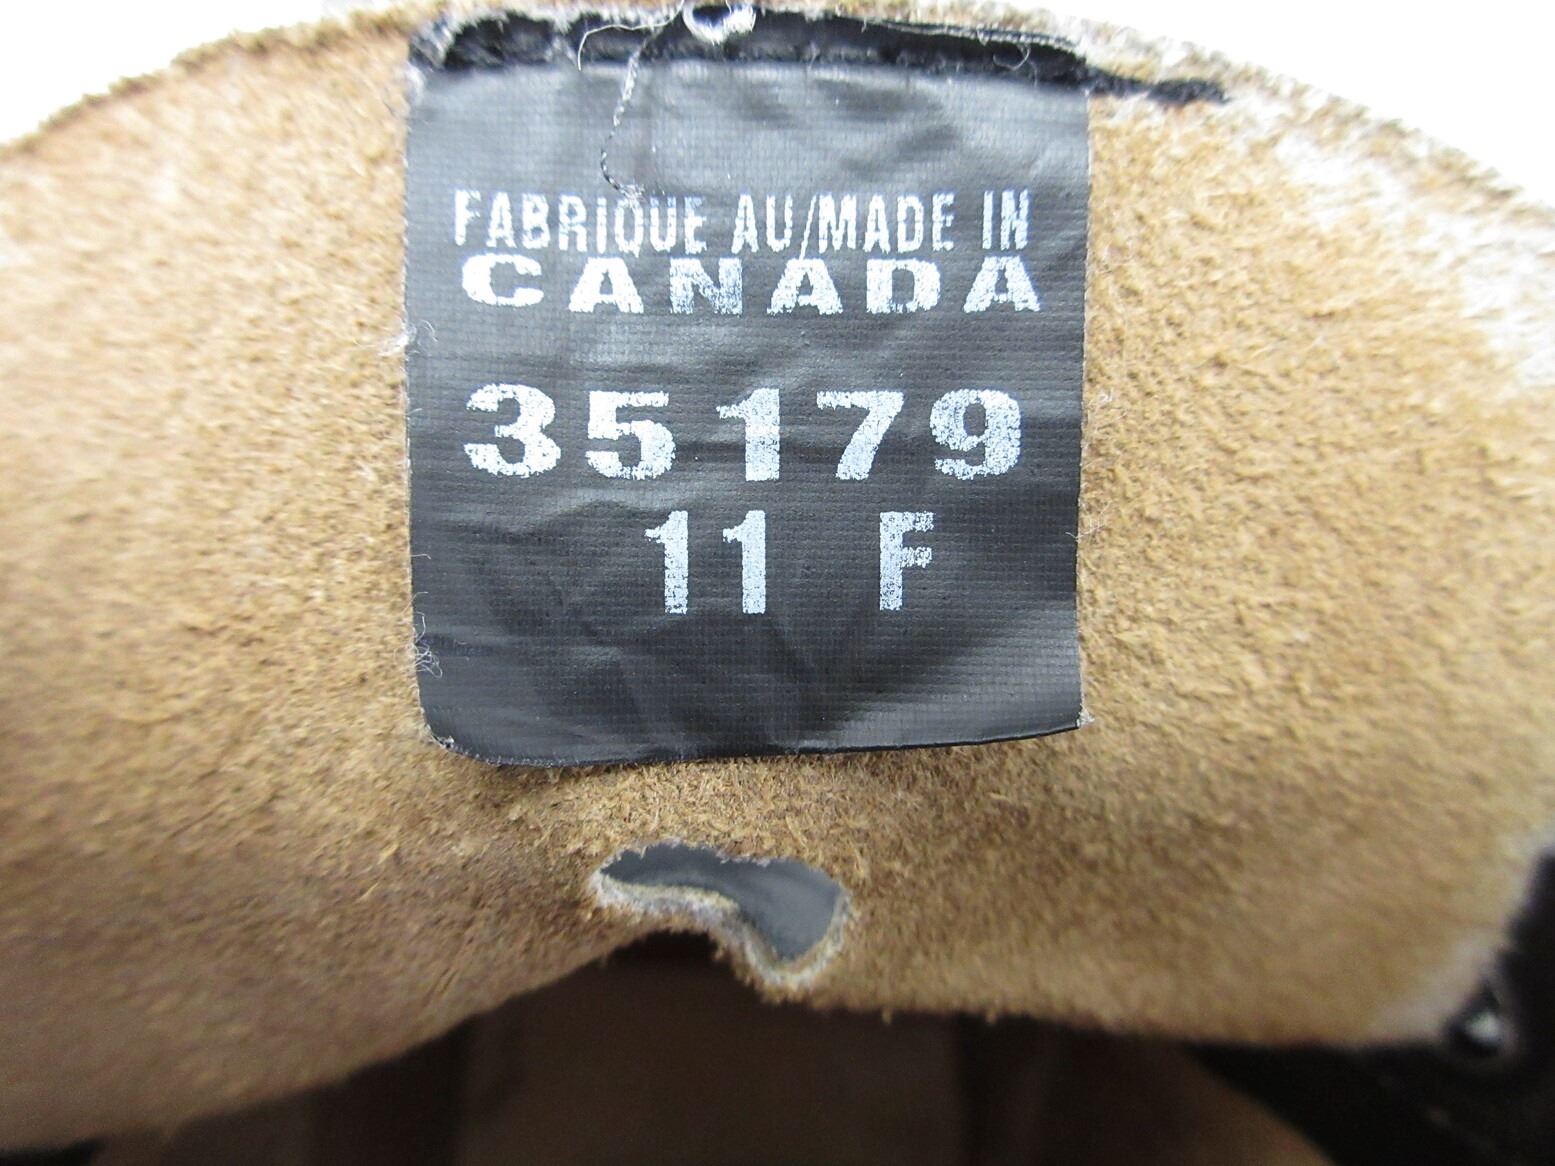 FABRIQUE AU/MADE IN
CANADA
35179
11 F